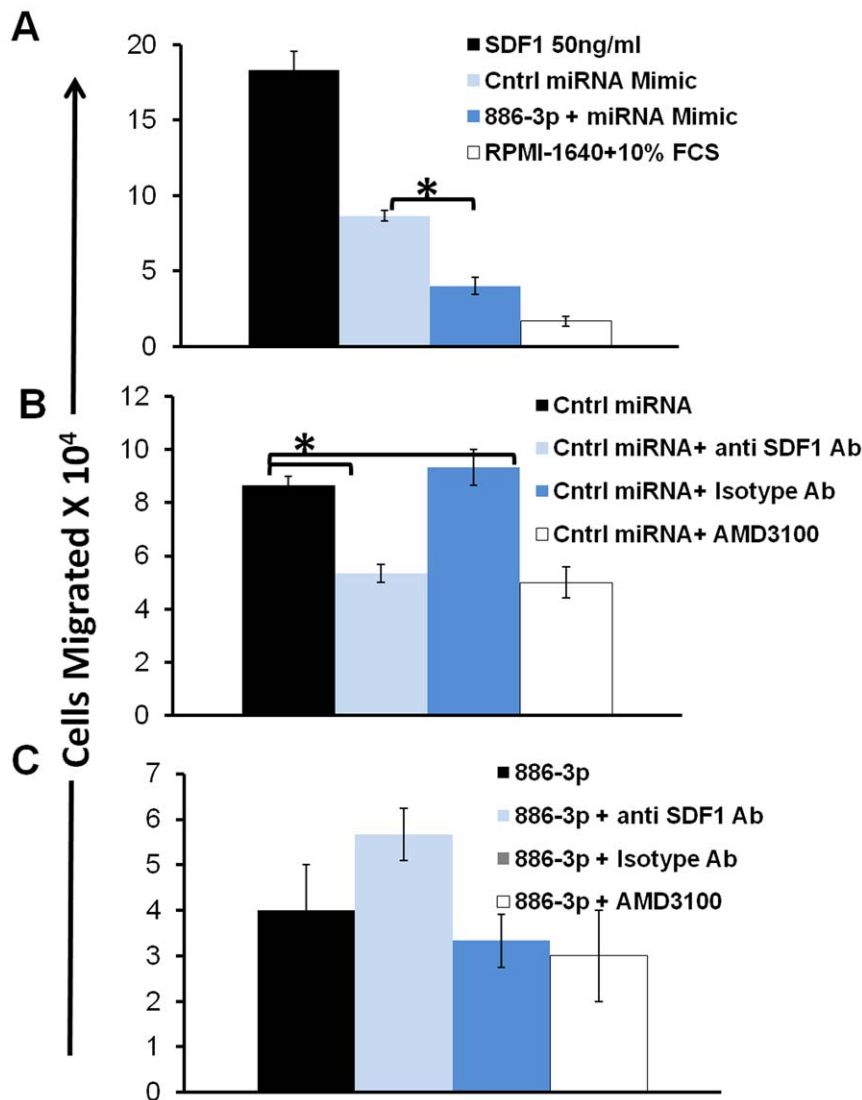 A
20
15
10
5
0
SDF1 50ng/ml
Cntrl miRNA Mimic
886-3p + miRNA Mimic
RPMI-1640+10% FCS
*
Cells Migrated X 10⁴
B
12
10
8
6
4
2
0
Cntrl miRNA
Cntrl miRNA+ anti SDF1 Ab
Cntrl miRNA+ Isotype Ab
Cntrl miRNA+ AMD3100
*
C
7
6
5
4
3
2
1
0
886-3p
886-3p + anti SDF1 Ab
886-3p + Isotype Ab
886-3p + AMD3100